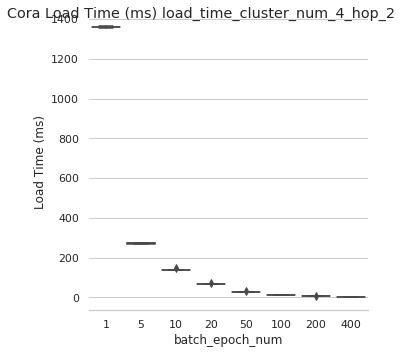 Cora Load Time (ms) load_time_cluster_num_4_hop_2
1400
1200
1000
800
600
400
200
0
Load Time (ms)
1 5 10 20 50 100 200 400
batch_epoch_num